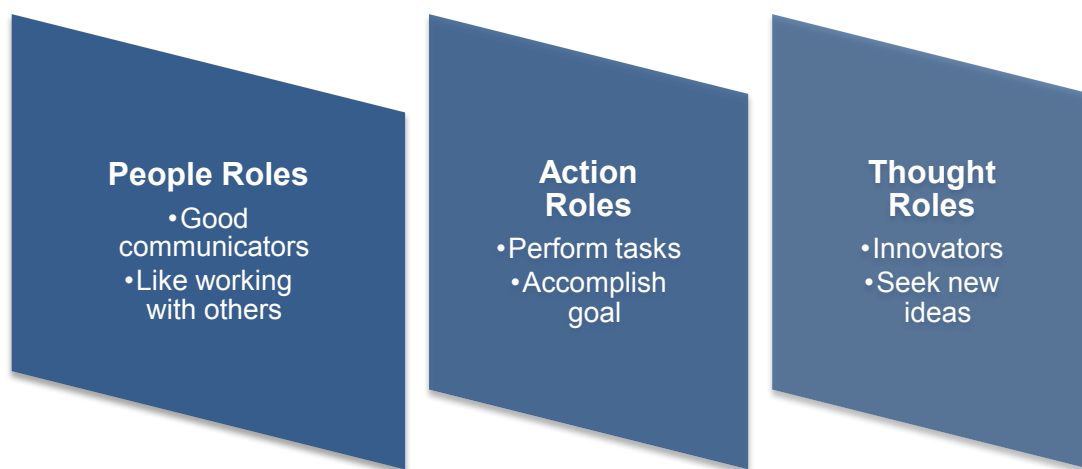 People Roles
•Good
communicators
•Like working
with others
Action
Roles
•Perform tasks
•Accomplish
goal
Thought
Roles
•Innovators
•Seek new
ideas